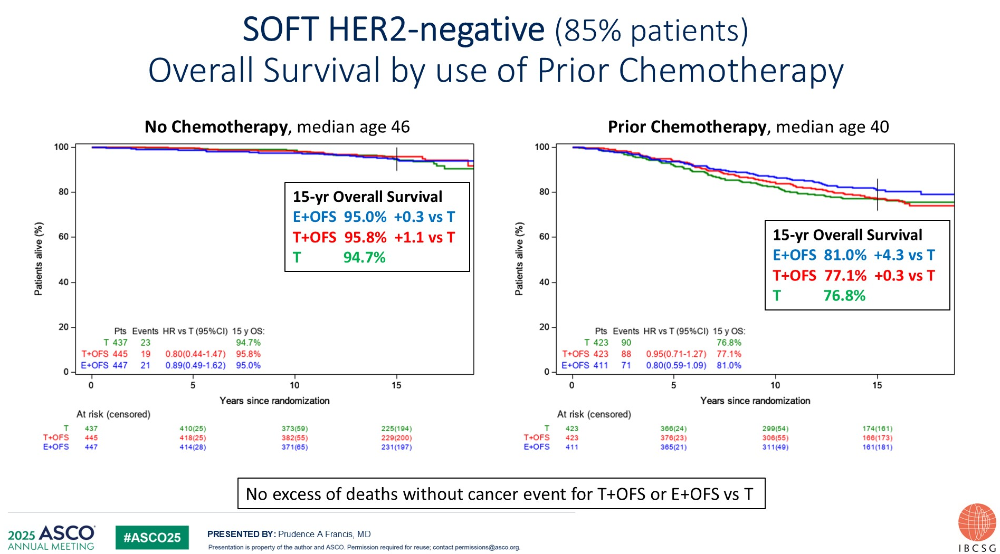 SOFT HER2-negative (85% patients)
Overall Survival by use of Prior Chemotherapy
No Chemotherapy, median age 46
100
80
60
40
20
0
Patients alive (%)
15-yr Overall Survival
E+OFS 95.0% +0.3 vs T
T+OFS 95.8% +1.1 vs T
T 94.7%
Pts Events HR vs T (95%CI) 15 y OS:
T 437 23 94.7%
T+OFS 445 19 0.80(0.44-1.47) 95.8%
E+OFS 447 21 0.89(0.49-1.62) 95.0%
0 5 10 15
Years since randomization
At risk (censored)
T 437 410(25) 373(59) 225(194)
T+OFS 445 418(25) 382(55) 229(200)
E+OFS 447 414(28) 371(65) 231(197)
Prior Chemotherapy, median age 40
100
80
60
40
20
0
Patients alive (%)
15-yr Overall Survival
E+OFS 81.0% +4.3 vs T
T+OFS 77.1% +0.3 vs T
T 76.8%
Pts Events HR vs T (95%CI) 15 y OS:
T 423 90 76.8%
T+OFS 423 88 0.95(0.71-1.27) 77.1%
E+OFS 411 71 0.80(0.59-1.09) 81.0%
0 5 10 15
Years since randomization
At risk (censored)
T 423 366(24) 299(54) 174(161)
T+OFS 423 376(23) 306(55) 166(173)
E+OFS 411 365(21) 311(49) 161(181)
No excess of deaths without cancer event for T+OFS or E+OFS vs T
2025 ASCO
ANNUAL MEETING
#ASCO25
PRESENTED BY: Prudence A Francis, MD
Presentation is property of the author and ASCO. Permission required for reuse; contact permissions@asco.org.
IBCSG